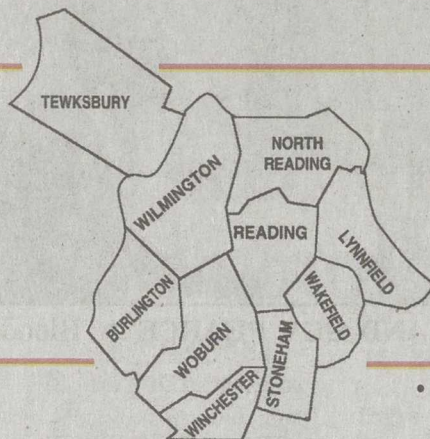 TEWKSBURY
WILMINGTON
NORTH
READING
READING
LYNNFIELD
BURLINGTON
WOBURN
WAKEFIELD
STONEHAM
WINCHESTER